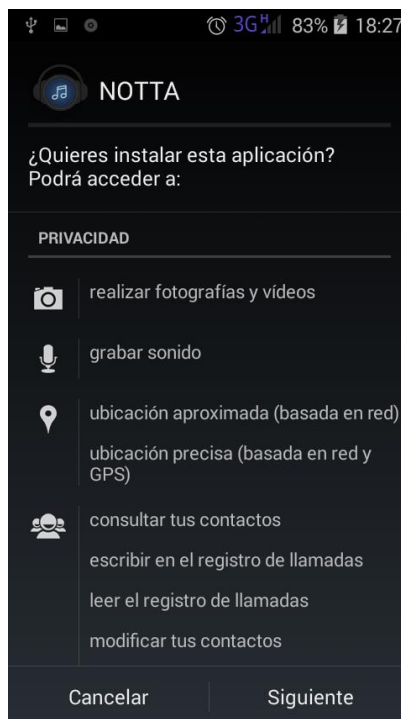 3G H 83% 18:27
NOTTA
¿Quieres instalar esta aplicación?
Podrá acceder a:
PRIVACIDAD
realizar fotografías y vídeos
grabar sonido
ubicación aproximada (basada en red)
ubicación precisa (basada en red y
GPS)
consultar tus contactos
escribir en el registro de llamadas
leer el registro de llamadas
modificar tus contactos
Cancelar Siguiente